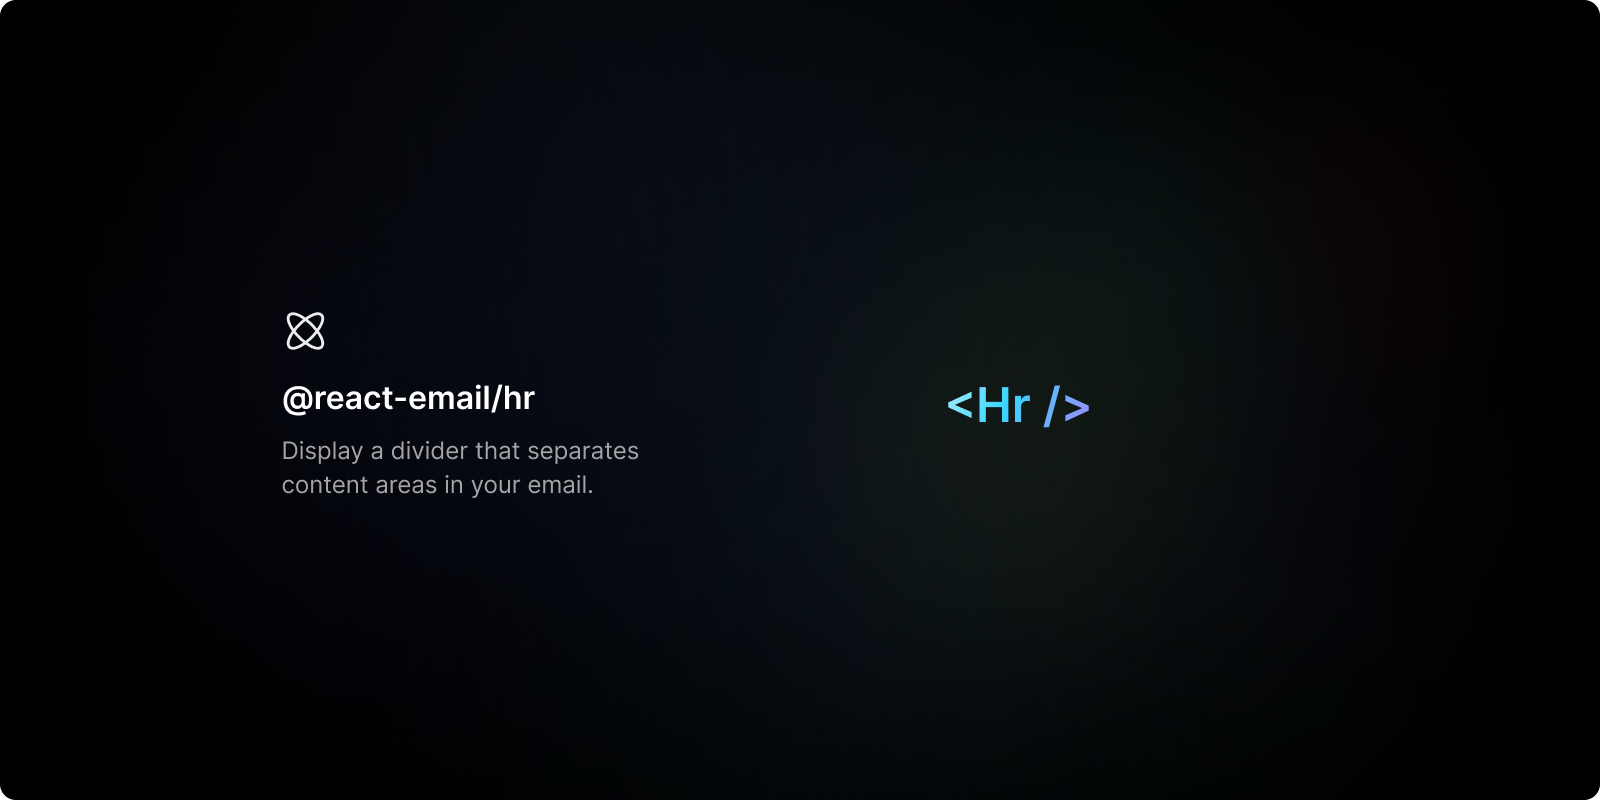 @react-email/hr
Display a divider that separates
content areas in your email.
<Hr />